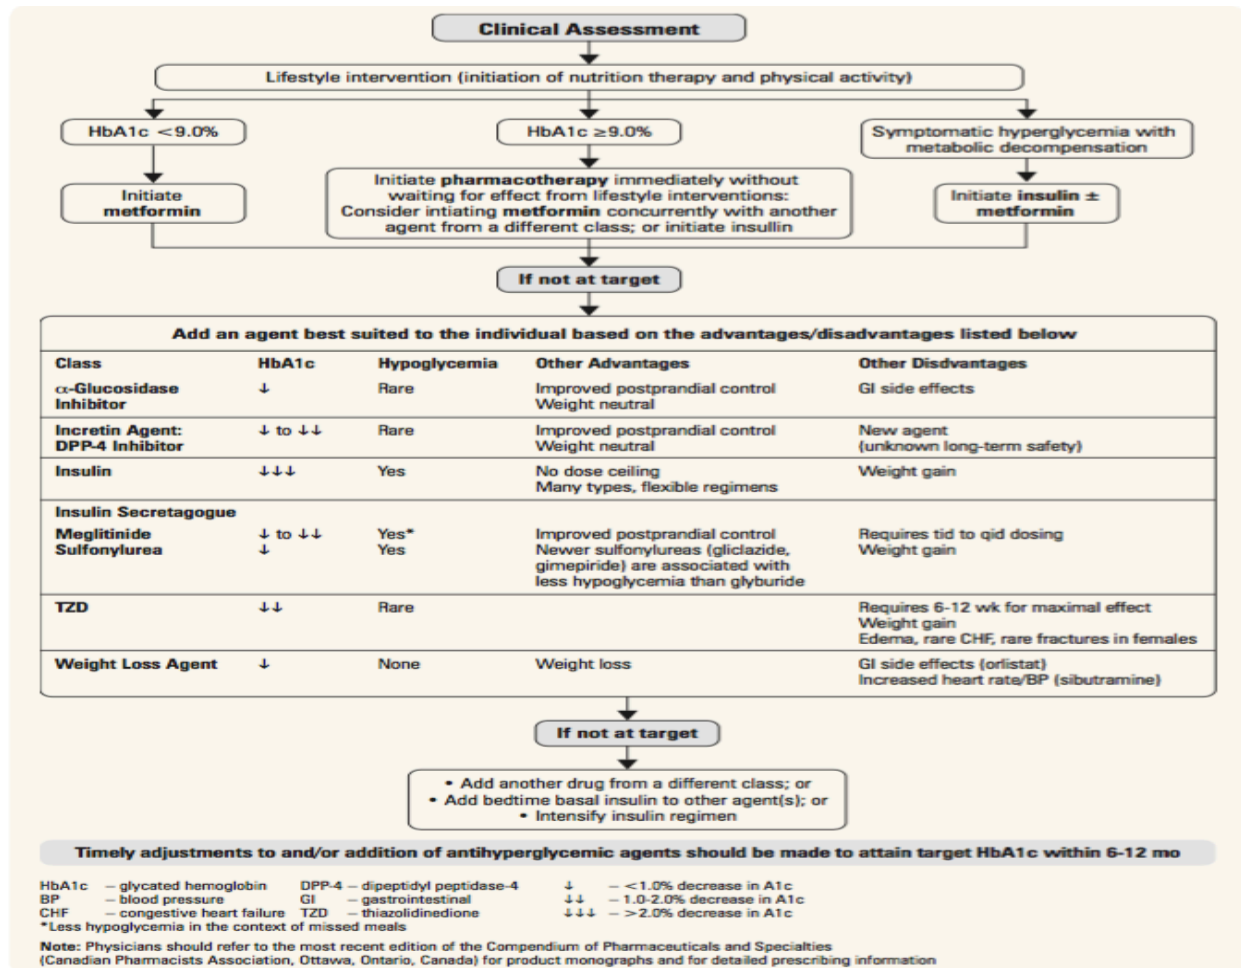 Clinical Assessment
Lifestyle intervention (initiation of nutrition therapy and physical activity)
HbA1c <9.0%
HbA1c ≥9.0%
Symptomatic hyperglycemia with
metabolic decompensation
Initiate
metformin
Initiate pharmacotherapy immediately without
waiting for effect from lifestyle interventions:
Consider intiating metformin concurrently with another
agent from a different class; or initiate insullin
Initiate insulin ±
metformin
If not at target
Add an agent best suited to the individual based on the advantages/disadvantages listed below
Class HbA1c Hypoglycemia Other Advantages Other Disdvantages
α-Glucosidase ↓ Rare Improved postprandial control GI side effects
Inhibitor Weight neutral
Incretin Agent: ↓ to ↓↓ Rare Improved postprandial control New agent
DPP-4 Inhibitor Weight neutral (unknown long-term safety)
Insulin ↓↓↓ Yes No dose ceiling Weight gain
Many types, flexible regimens
Insulin Secretagogue
Meglitinide ↓ to ↓↓ Yes* Improved postprandial control Requires tid to qid dosing
Sulfonylurea ↓ Yes Newer sulfonylureas (gliclazide, Weight gain
gimepiride) are associated with
less hypoglycemia than glyburide
TZD ↓↓ Rare Requires 6-12 wk for maximal effect
Weight gain
Edema, rare CHF, rare fractures in females
Weight Loss Agent ↓ None Weight loss GI side effects (orlistat)
Increased heart rate/BP (sibutramine)
If not at target
• Add another drug from a different class; or
• Add bedtime basal insulin to other agent(s); or
• Intensify insulin regimen
Timely adjustments to and/or addition of antihyperglycemic agents should be made to attain target HbA1c within 6-12 mo
HbA1c – glycated hemoglobin DPP-4 – dipeptidyl peptidase-4 ↓ – <1.0% decrease in A1c
BP – blood pressure GI – gastrointestinal ↓↓ – 1.0-2.0% decrease in A1c
CHF – congestive heart failure TZD – thiazolidinedione ↓↓↓ – >2.0% decrease in A1c
*Less hypoglycemia in the context of missed meals
Note: Physicians should refer to the most recent edition of the Compendium of Pharmaceuticals and Specialties
(Canadian Pharmacists Association, Ottawa, Ontario, Canada) for product monographs and for detailed prescribing information